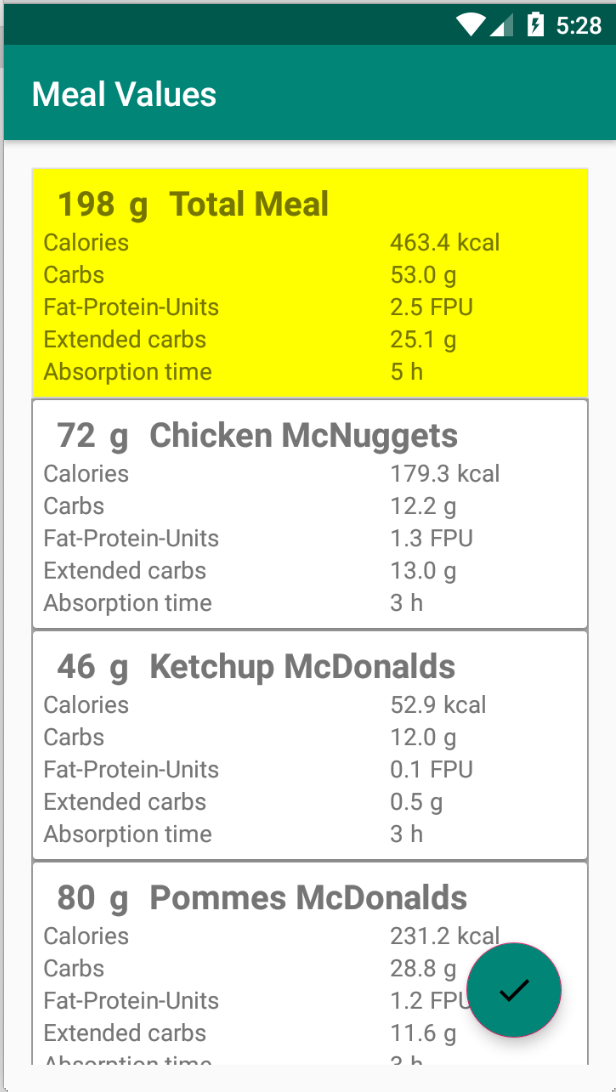 5:28
Meal Values
198 g Total Meal
Calories 463.4 kcal
Carbs 53.0 g
Fat-Protein-Units 2.5 FPU
Extended carbs 25.1 g
Absorption time 5 h
72 g Chicken McNuggets
Calories 179.3 kcal
Carbs 12.2 g
Fat-Protein-Units 1.3 FPU
Extended carbs 13.0 g
Absorption time 3 h
46 g Ketchup McDonalds
Calories 52.9 kcal
Carbs 12.0 g
Fat-Protein-Units 0.1 FPU
Extended carbs 0.5 g
Absorption time 3 h
80 g Pommes McDonalds
Calories 231.2 kcal
Carbs 28.8 g
Fat-Protein-Units 1.2 FPU
Extended carbs 11.6 g
Absorption time 3 h